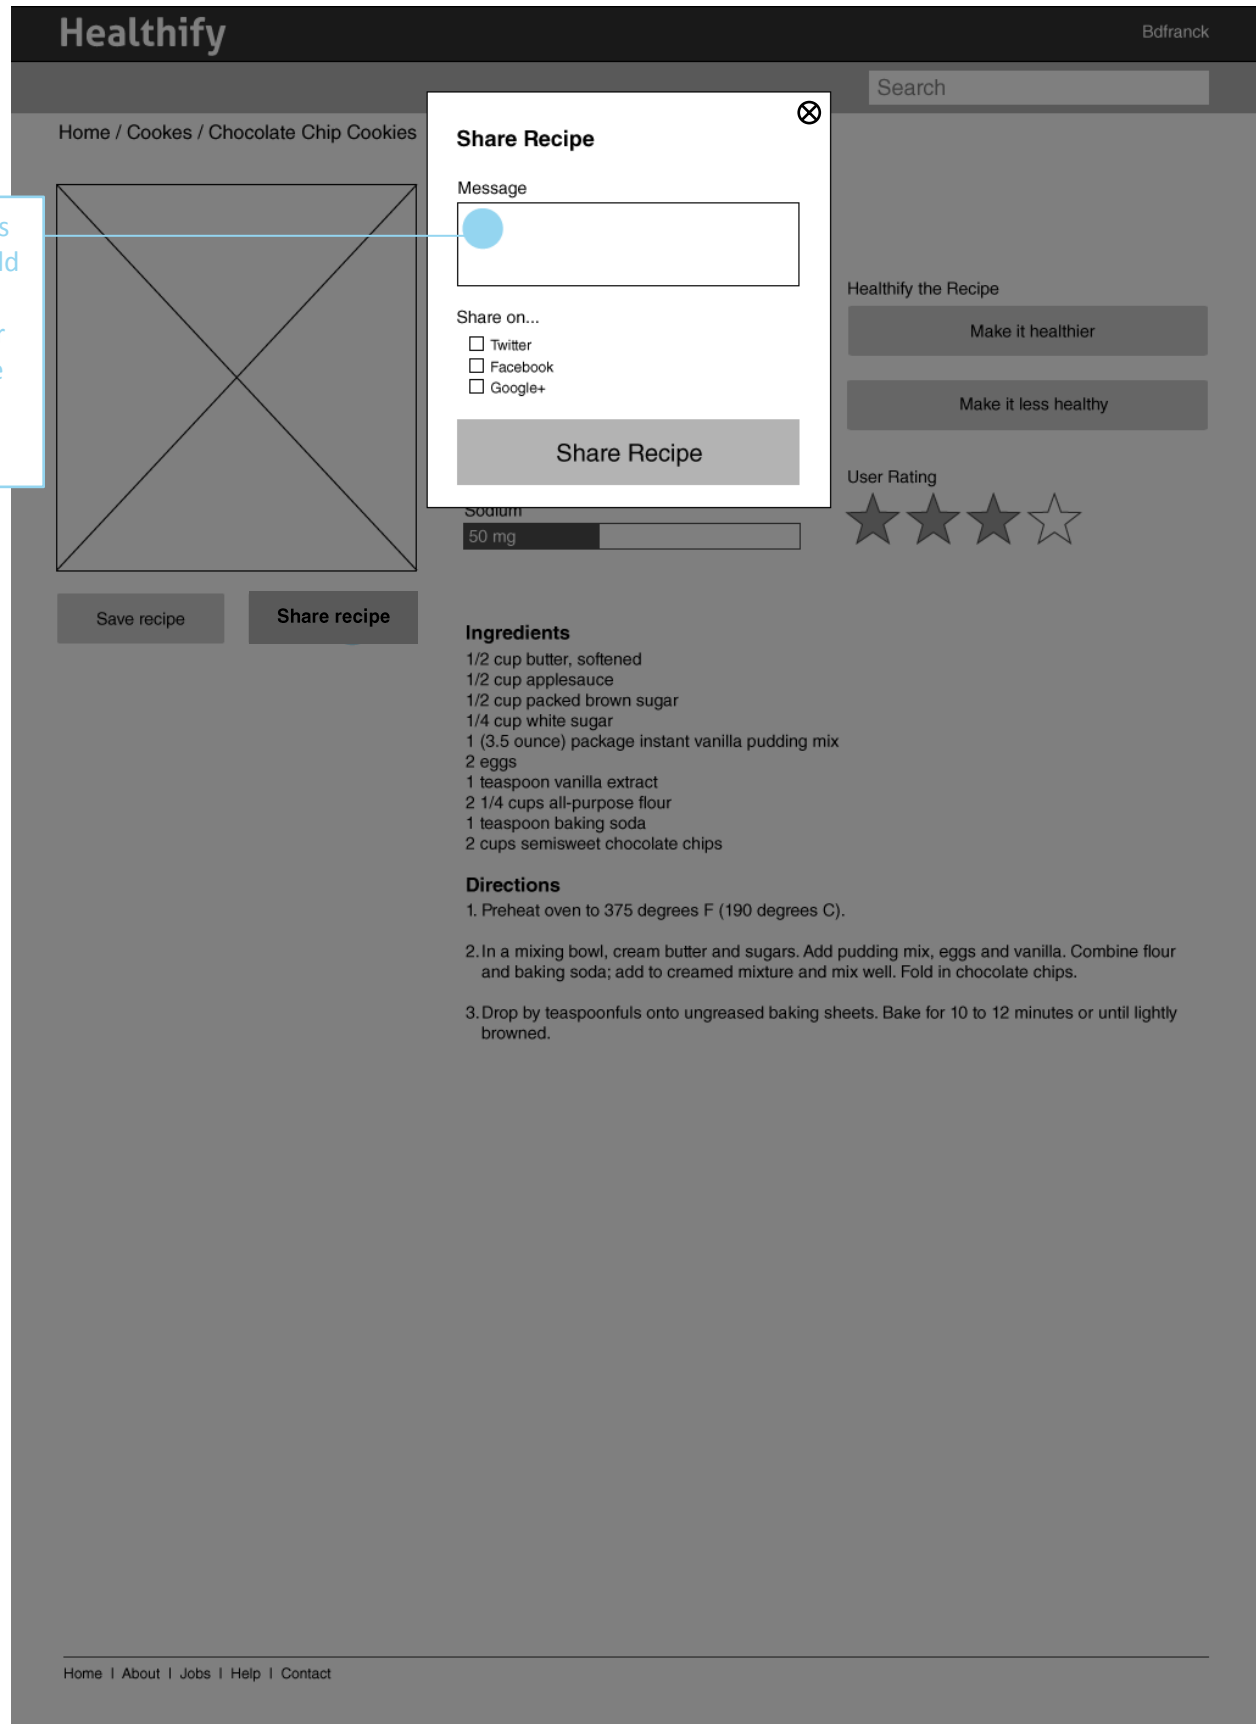 Healthify
Bdfranck
Search
Home / Cookes / Chocolate Chip Cookies
Share Recipe
Message
Share on...
Twitter
Facebook
Google+
Share Recipe
Healthify the Recipe
Make it healthier
Make it less healthy
User Rating
Sodium
50 mg
Save recipe
Share recipe
Ingredients
1/2 cup butter, softened
1/2 cup applesauce
1/2 cup packed brown sugar
1/4 cup white sugar
1 (3.5 ounce) package instant vanilla pudding mix
2 eggs
1 teaspoon vanilla extract
2 1/4 cups all-purpose flour
1 teaspoon baking soda
2 cups semisweet chocolate chips
Directions
1. Preheat oven to 375 degrees F (190 degrees C).
2. In a mixing bowl, cream butter and sugars. Add pudding mix, eggs and vanilla. Combine flour
and baking soda; add to creamed mixture and mix well. Fold in chocolate chips.
3. Drop by teaspoonfuls onto ungreased baking sheets. Bake for 10 to 12 minutes or until lightly
browned.
Home | About | Jobs | Help | Contact